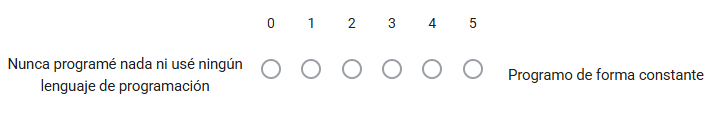 0 1 2 3 4 5
Nunca programé nada ni usé ningún
lenguaje de programación
Programo de forma constante